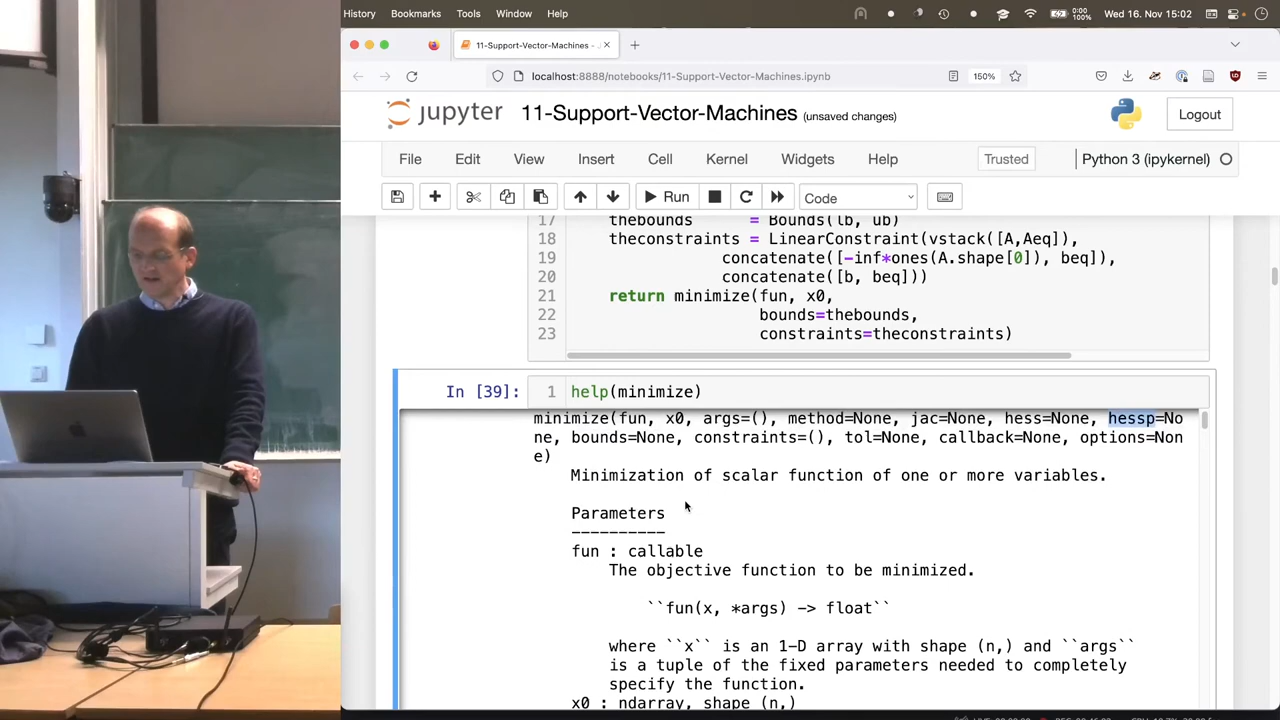 History Bookmarks Tools Window Help
0:00
100%
Wed 16. Nov 15:02
11-Support-Vector-Machines - J
localhost:8888/notebooks/11-Support-Vector-Machines.ipynb
150%
jupyter 11-Support-Vector-Machines (unsaved changes)
Logout
File Edit View Insert Cell Kernel Widgets Help
Trusted
Python 3 (ipykernel)
Run
Code
17 thebounds = Bounds(lb, ub)
18 theconstraints = LinearConstraint(vstack([A,Aeq]),
19 concatenate([-inf*ones(A.shape[0]), beq]),
20 concatenate([b, beq]))
21 return minimize(fun, x0,
22 bounds=thebounds,
23 constraints=theconstraints)
In [39]: 1 help(minimize)
minimize(fun, x0, args=(), method=None, jac=None, hess=None, hessp=No
ne, bounds=None, constraints=(), tol=None, callback=None, options=Non
e)
Minimization of scalar function of one or more variables.
Parameters
----------
fun : callable
The objective function to be minimized.
``fun(x, *args) -> float``
where ``x`` is an 1-D array with shape (n,) and ``args``
is a tuple of the fixed parameters needed to completely
specify the function.
x0 : ndarray, shape (n,)